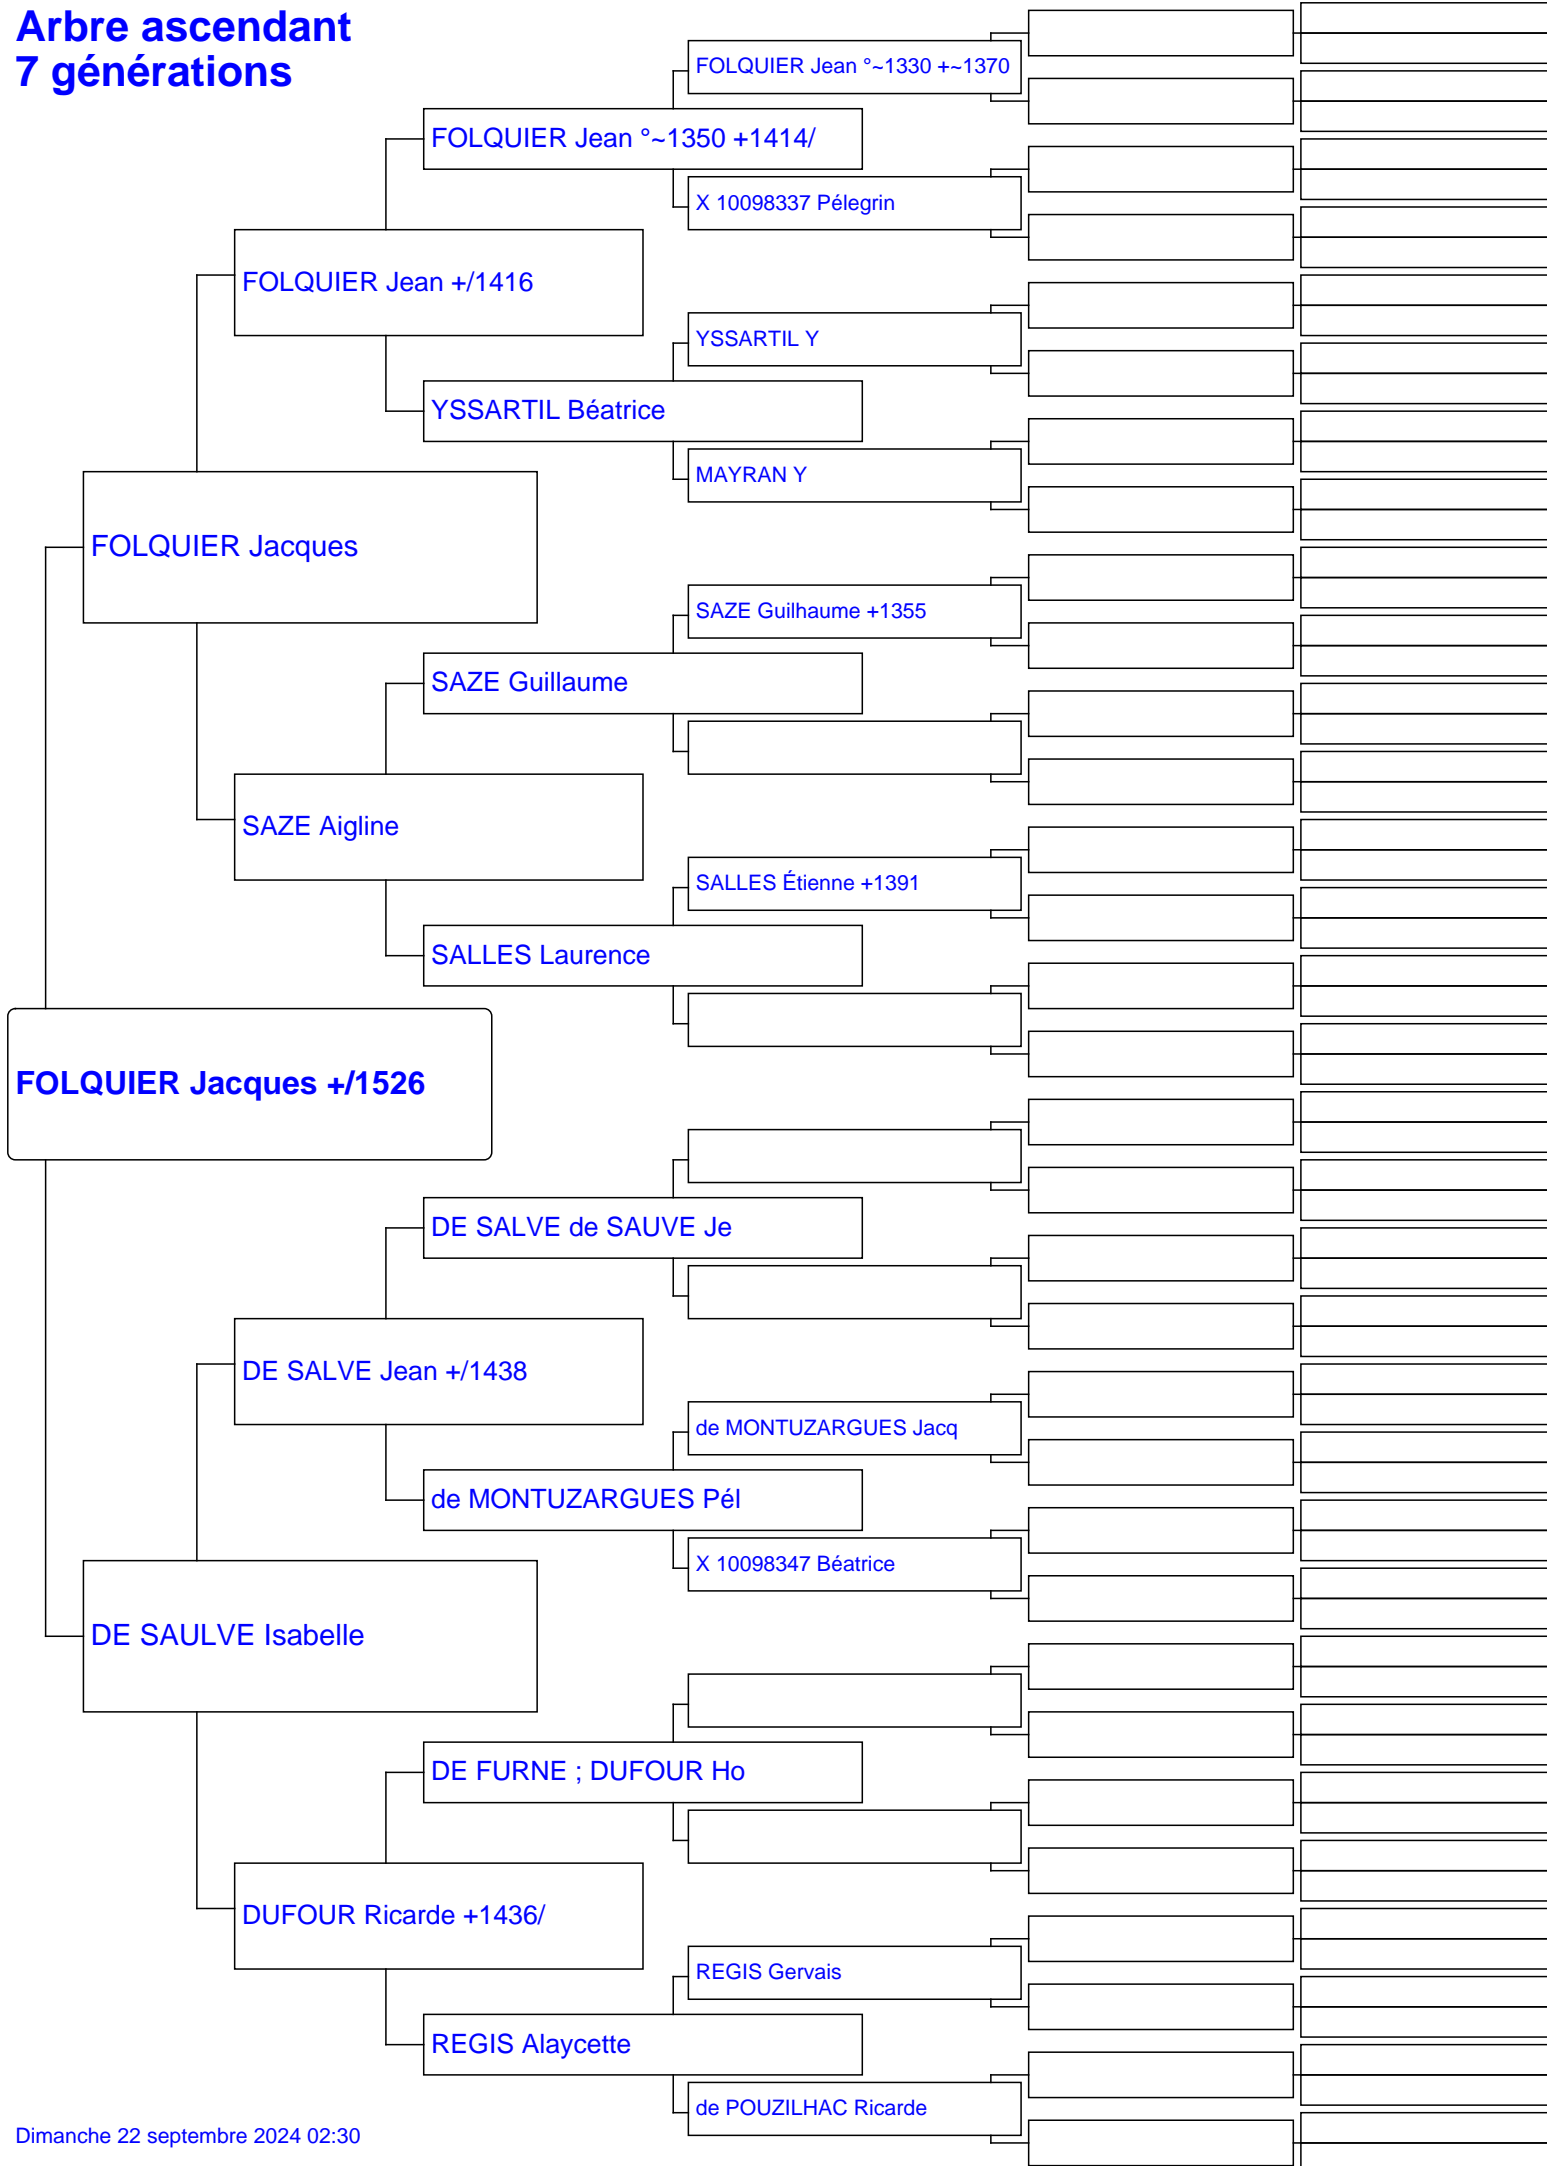 Arbre ascendant
7 générations
FOLQUIER Jean °~1330 +~1370
FOLQUIER Jean °~1350 +1414/
X 10098337 Pélegrin
FOLQUIER Jean +/1416
YSSARTIL Y
YSSARTIL Béatrice
MAYRAN Y
FOLQUIER Jacques
SAZE Guilhaume +1355
SAZE Guillaume
SAZE Aigline
SALLES Étienne +1391
SALLES Laurence
FOLQUIER Jacques +/1526
DE SALVE de SAUVE Je
DE SALVE Jean +/1438
de MONTUZARGUES Jacq
de MONTUZARGUES Pél
X 10098347 Béatrice
DE SAULVE Isabelle
DE FURNE ; DUFOUR Ho
DUFOUR Ricarde +1436/
REGIS Gervais
REGIS Alaycette
de POUZILHAC Ricarde
Dimanche 22 septembre 2024 02:30